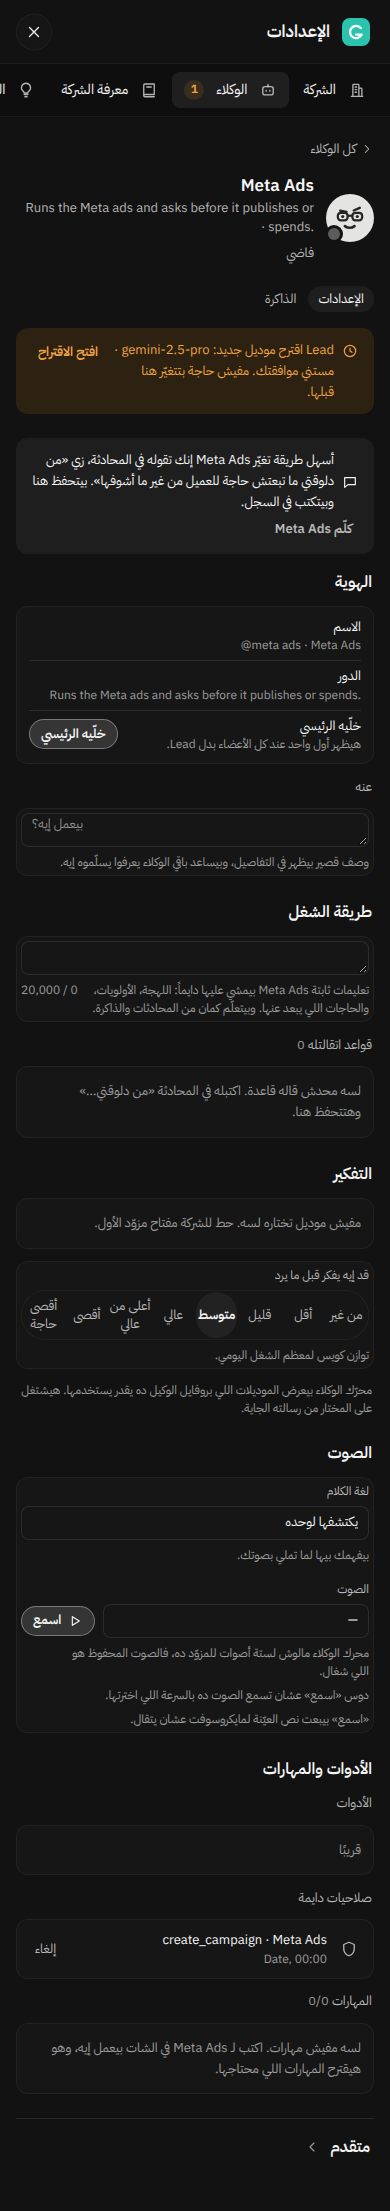 الإعدادات
الشركة
الوكلاء
1
معرفة الشركة
كل الوكلاء
Meta Ads
Runs the Meta ads and asks before it publishes or
spends. ·
فاضي
الإعدادات
الذاكرة
Lead اقترح موديل جديد: gemini-2.5-pro ·
مستني موافقتك. مفيش حاجة بتتغيّر هنا
قبلها.
افتح الاقتراح
أسهل طريقة تغيّر Meta Ads إنك تقوله في المحادثة، زي «من
دلوقتي ما تبعتش حاجة للعميل من غير ما أشوفها». بيتحفظ هنا
وبيتكتب في السجل.
كلّم Meta Ads
الهوية
الاسم
@meta ads · Meta Ads
الدور
Runs the Meta ads and asks before it publishes or spends.
خلّيه الرئيسي
هيظهر أول واحد عند كل الأعضاء بدل Lead.
خلّيه الرئيسي
عنه
بيعمل إيه؟
وصف قصير بيظهر في التفاصيل، وبيساعد باقي الوكلاء يعرفوا يسلّموه إيه.
طريقة الشغل
تعليمات ثابتة Meta Ads بيمشي عليها دايماً: اللهجة، الأولويات،
والحاجات اللي يبعد عنها. وبيتعلّم كمان من المحادثات والذاكرة.
0 / 20,000
قواعد اتقالتله 0
لسه محدش قاله قاعدة. اكتبله في المحادثة «من دلوقتي...»
وهتتحفظ هنا.
التفكير
مفيش موديل تختاره لسه. حط للشركة مفتاح مزوّد الأول.
قد إيه يفكر قبل ما يرد
من غير
أقل
قليل
متوسط
عالي
أعلى من
عالي
أقصى
أقصى
حاجة
توازن كويس لمعظم الشغل اليومي.
محرّك الوكلاء بيعرض الموديلات اللي بروفايل الوكيل ده يقدر يستخدمها. هيشتغل
على المختار من رسالته الجاية.
الصوت
لغة الكلام
يكتشفها لوحده
بيفهمك بيها لما تملي بصوتك.
الصوت
—
اسمع
محرك الوكلاء مالوش لستة أصوات للمزوّد ده، فالصوت المحفوظ هو
اللي شغال.
دوس «اسمع» عشان تسمع الصوت ده بالسرعة اللي اخترتها.
«اسمع» بيبعت نص العيّنة لمايكروسوفت عشان يتقال.
الأدوات والمهارات
الأدوات
قريبًا
صلاحيات دايمة
create_campaign · Meta Ads
Date, 00:00
إلغاء
المهارات 0/0
لسه مفيش مهارات. اكتب لـ Meta Ads في الشات بيعمل إيه، وهو
هيقترح المهارات اللي محتاجها.
متقدم